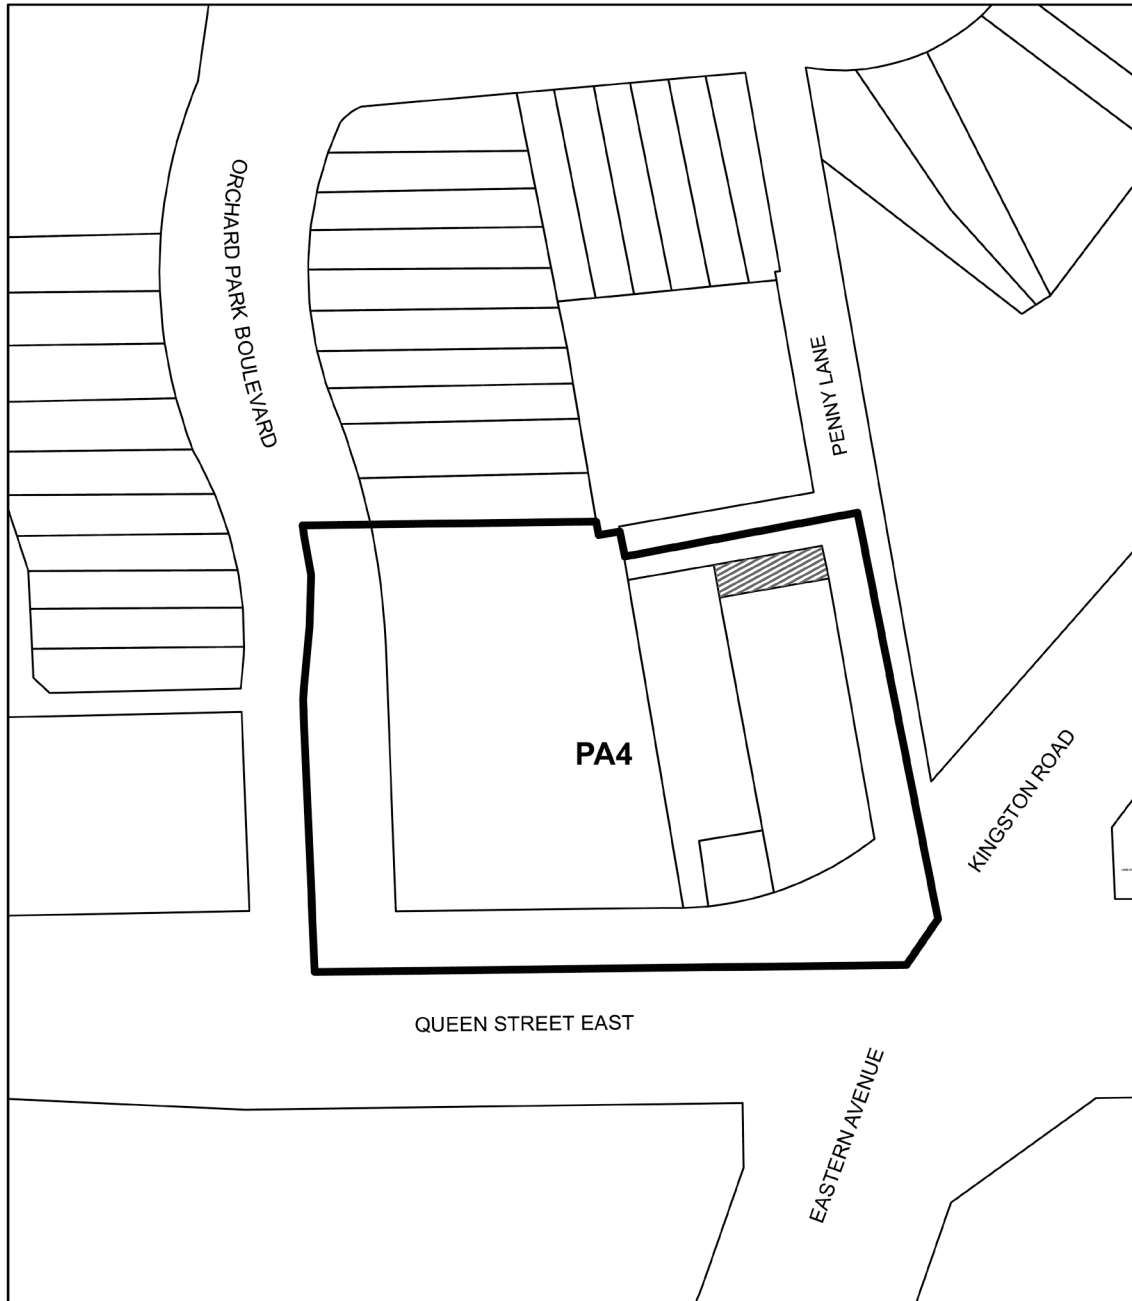 ORCHARD PARK BOULEVARD
PENNY LANE
PA4
KINGSTON ROAD
QUEEN STREET EAST
EASTERN AVENUE